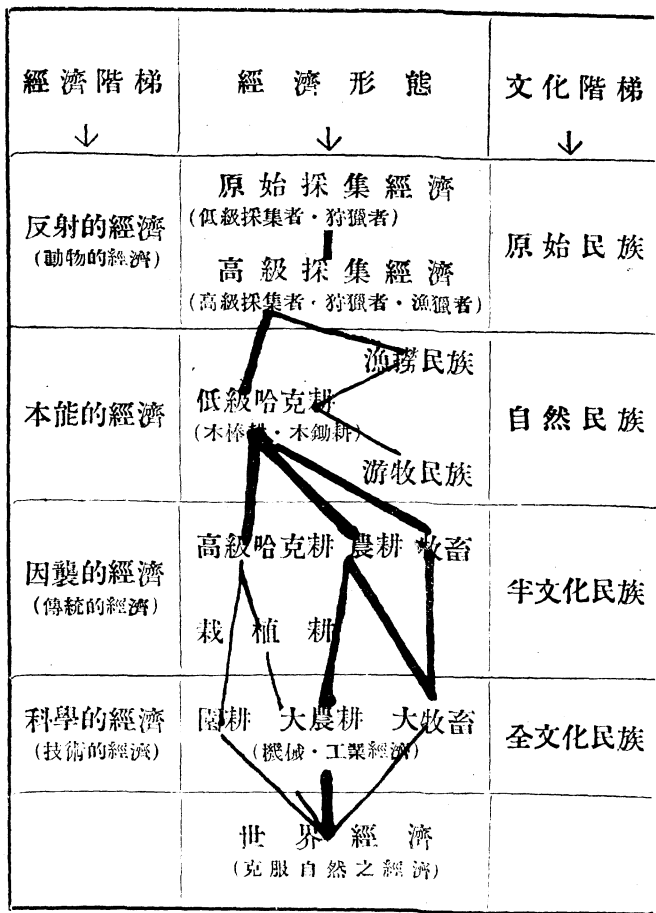 經濟階梯
經濟形態
文化階梯
反射的經濟
(動物的經濟)
原始採集經濟
(低級採集者·狩獵者)
高級採集經濟
(高級採集者·狩獵者·漁獵者)
原始民族
本能的經濟
漁撈民族
低級哈克耕
(木棒耕·木鋤耕)
游牧民族
自然民族
因襲的經濟
(傳統的經濟)
高級哈克耕 農耕 牧畜
栽植耕
半文化民族
科學的經濟
(技術的經濟)
園耕 大農耕 大牧畜
(機械·工業經濟)
全文化民族
世界經濟
(克服自然之經濟)